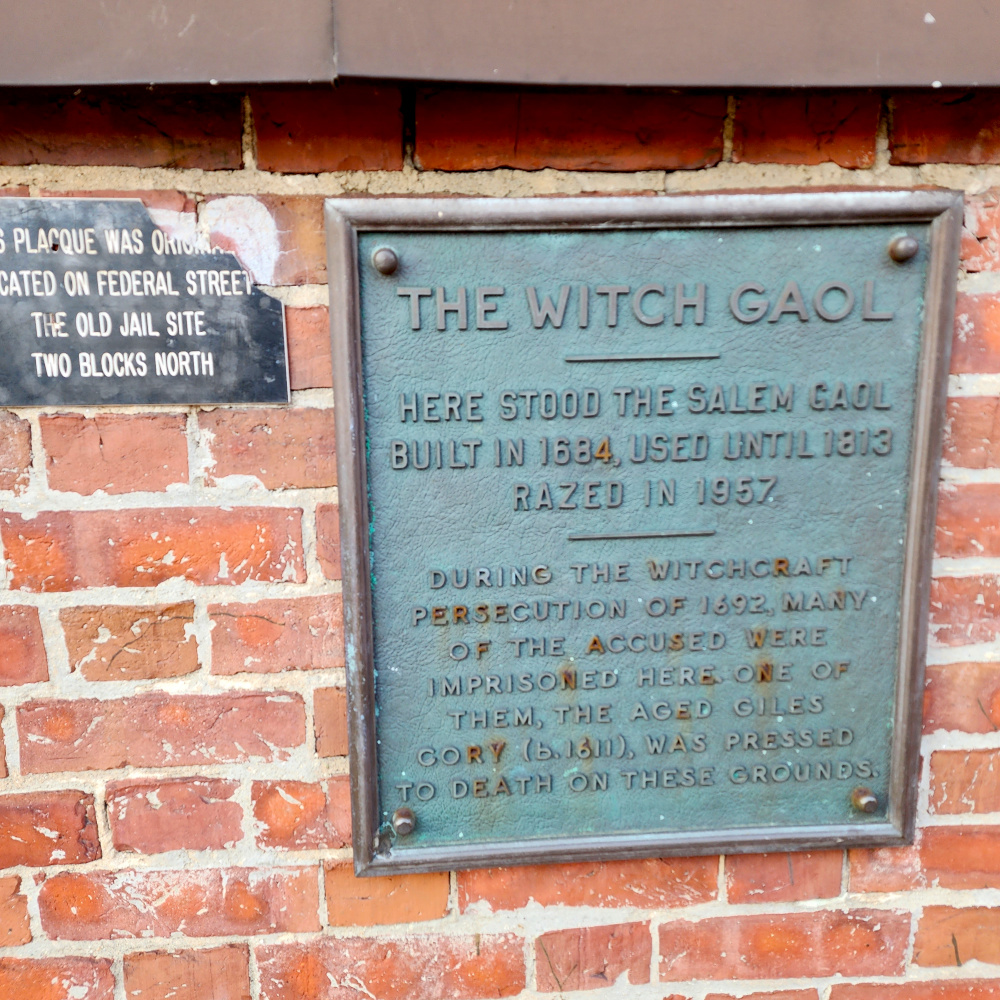 S PLACQUE WAS
CATED ON FEDERAL STREET
THE OLD JAIL SITE
TWO BLOCKS NORTH
THE WITCH GAOL
HERE STOOD THE SALEM GAOL
BUILT IN 1684, USED UNTIL 1813
RAZED IN 1957
DURING THE WITCHCRAFT
PERSECUTION OF 1692, MANY
OF THE ACCUSED WERE
IMPRISONED HERE. ONE OF
THEM, THE AGED GILES
CORY (b.1611), WAS PRESSED
TO DEATH ON THESE GROUNDS.